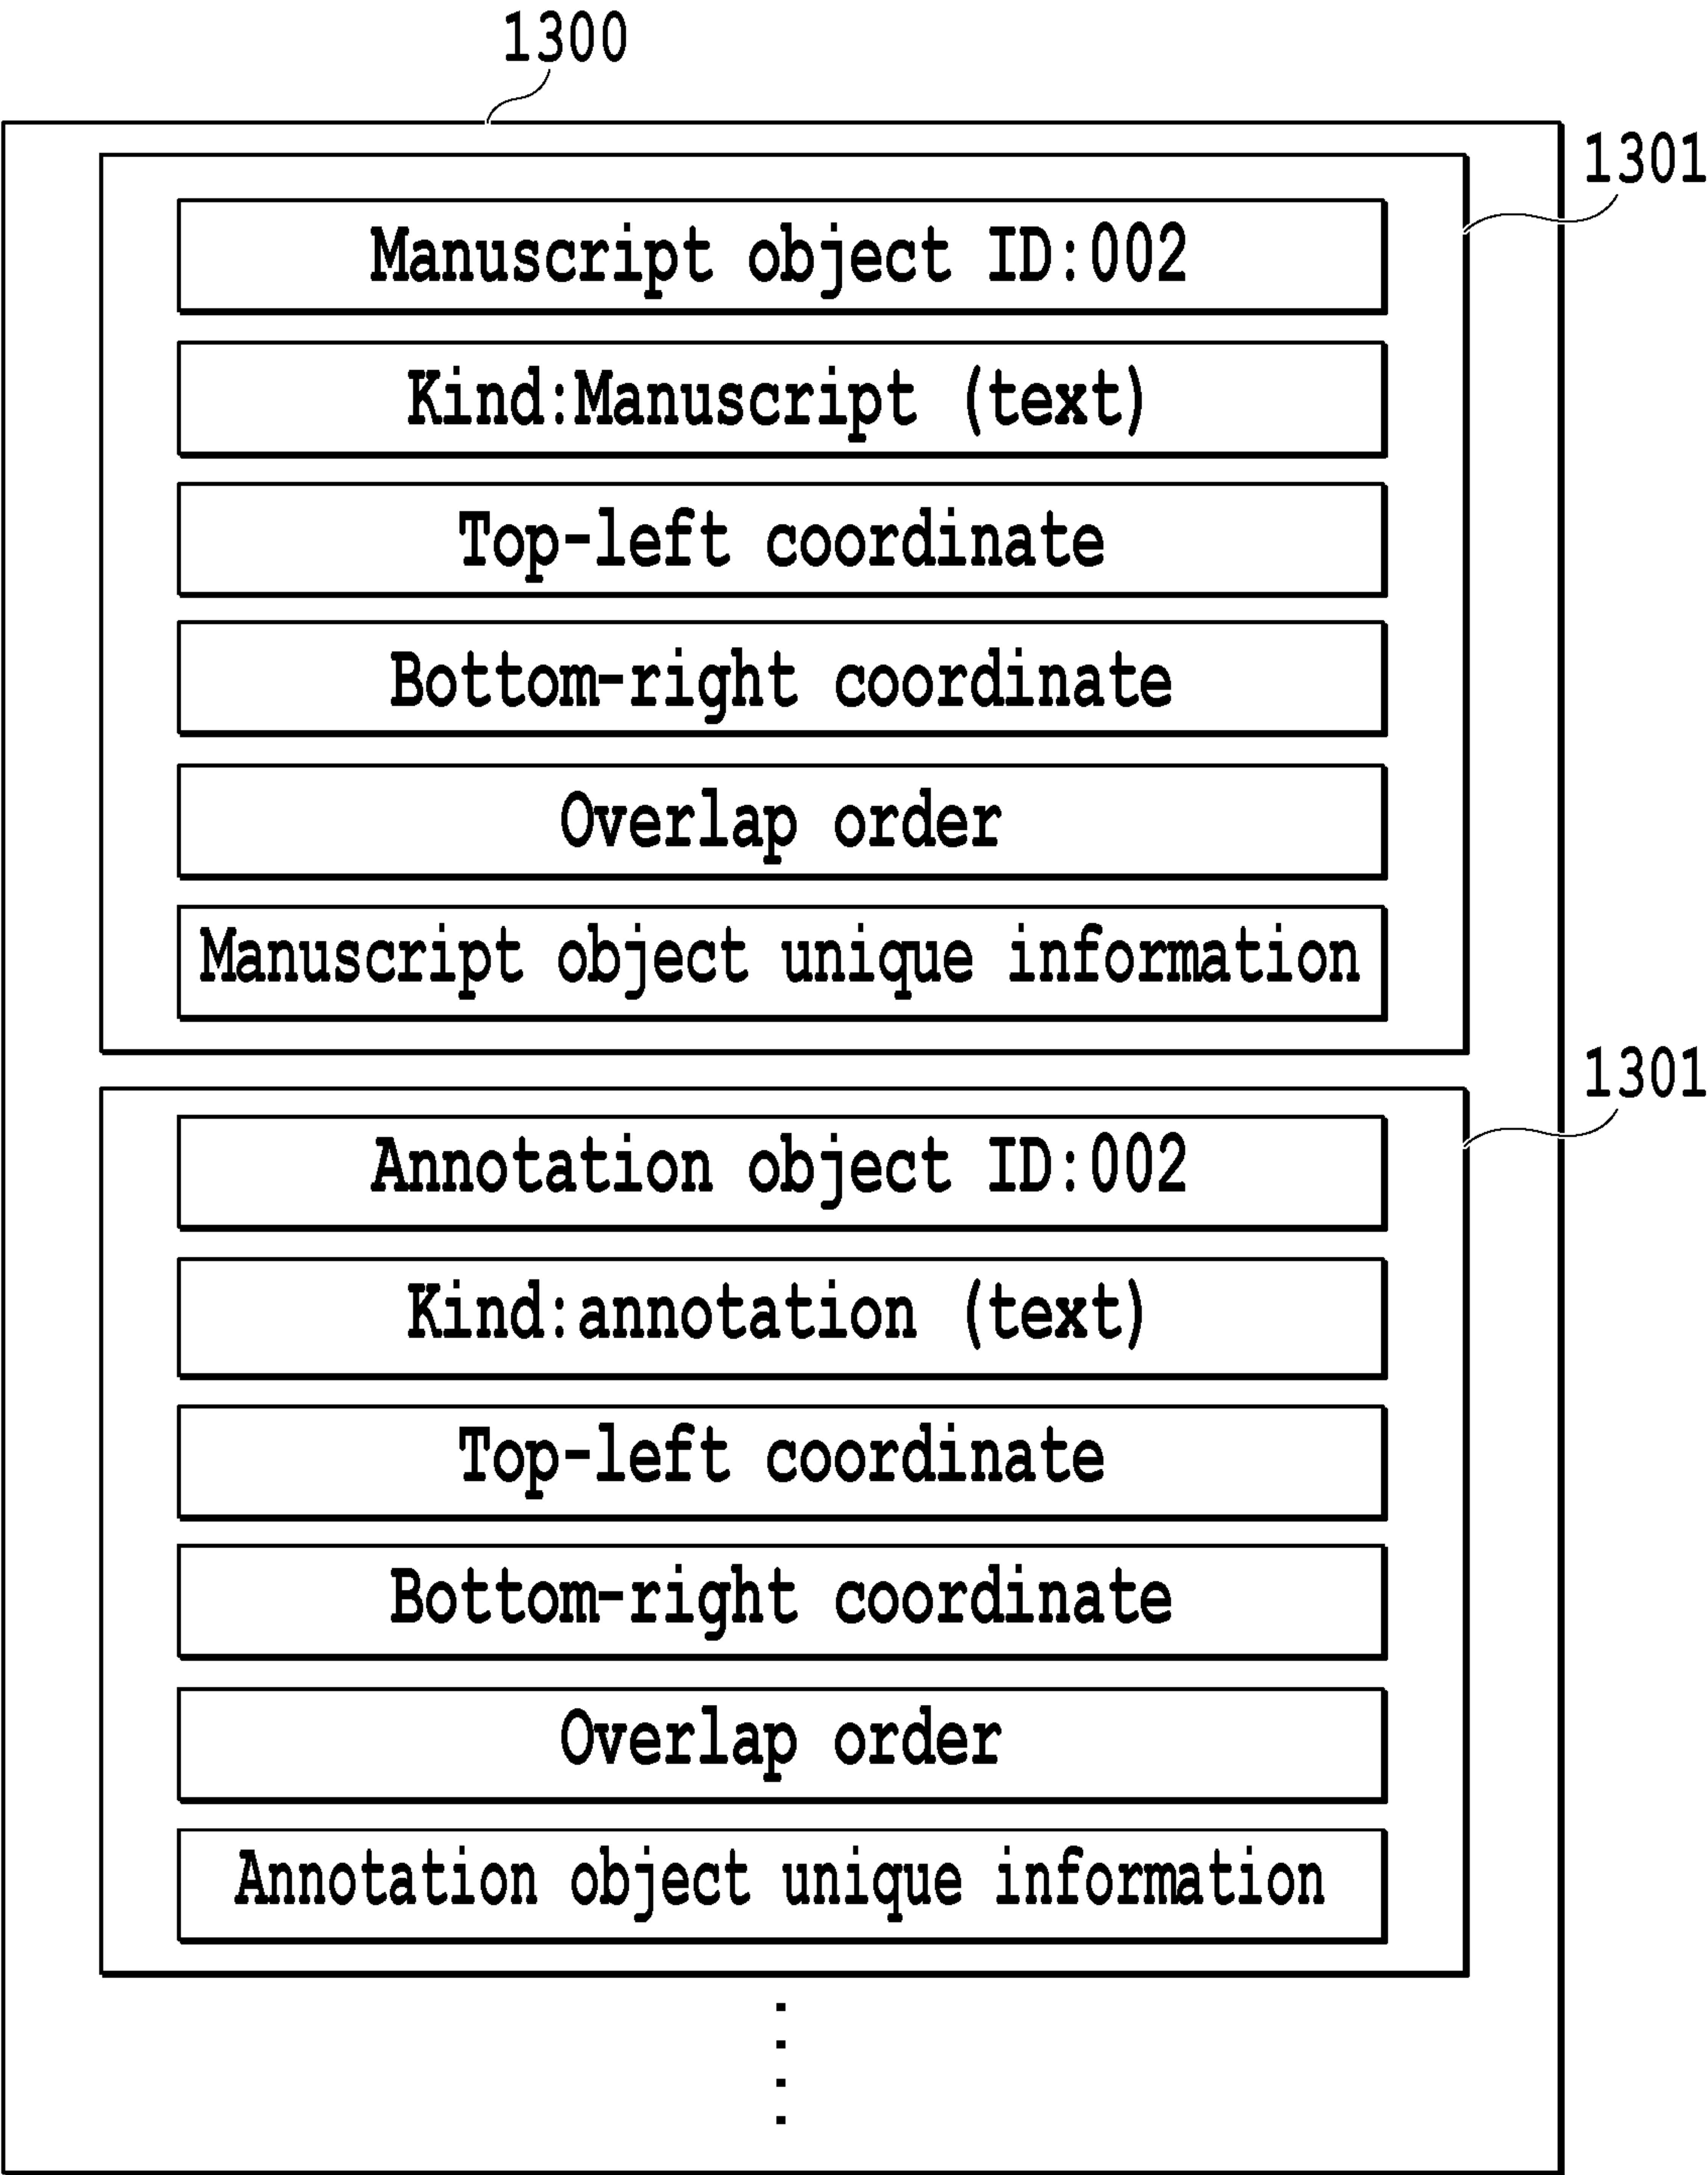 1300
1301
Manuscript object ID:002
Kind:Manuscript (text)
Top-left coordinate
Bottom-right coordinate
Overlap order
Manuscript object unique information
1301
Annotation object ID:002
Kind:annotation (text)
Top-left coordinate
Bottom-right coordinate
Overlap order
Annotation object unique information